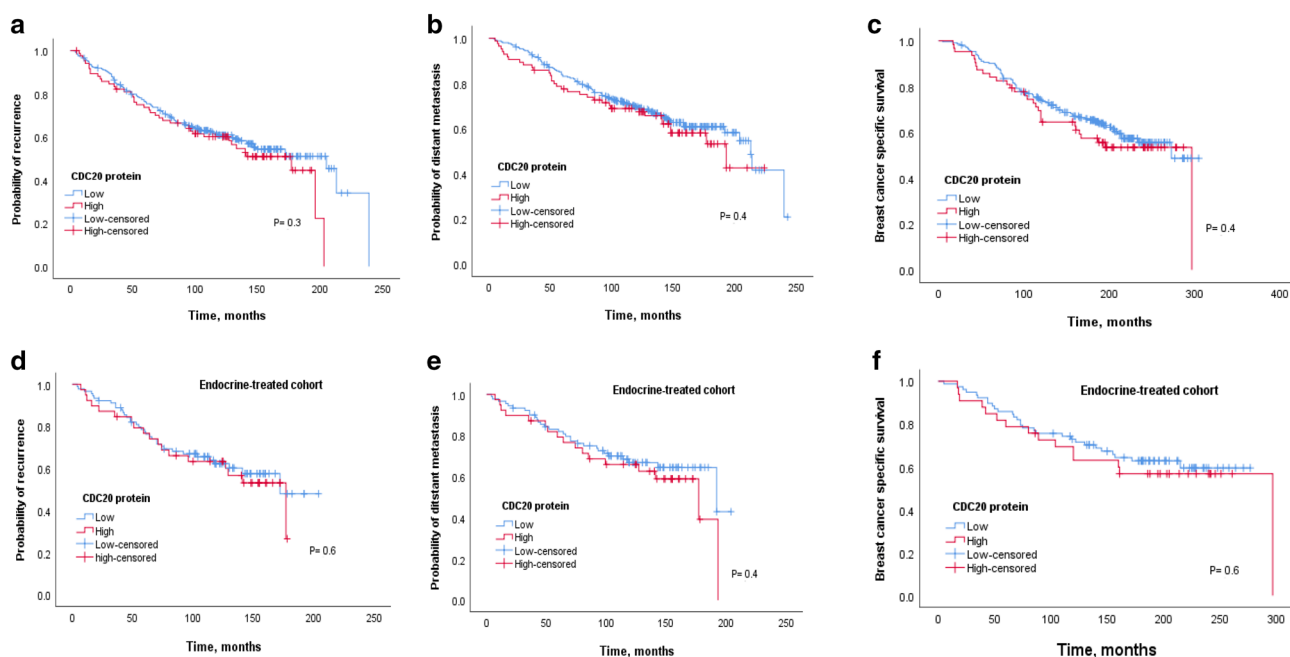 a
Probability of recurrence
1.0
0.8
0.6
0.4
0.2
0.0
CDC20 protein
Low
High
Low-censored
High-censored
P= 0.3
0 50 100 150 200 250
Time, months
b
Probability of distant metastasis
1.0
0.8
0.6
0.4
0.2
0.0
CDC20 protein
Low
High
Low-censored
High-censored
P= 0.4
0 50 100 150 200 250
Time, months
c
Breast cancer specific survival
1.0
0.8
0.6
0.4
0.2
0.0
CDC20 protein
Low
High
Low-censored
High-censored
P= 0.4
0 100 200 300 400
Time, months
d
Endocrine-treated cohort
Probability of recurrence
1.0
0.8
0.6
0.4
0.2
0.0
CDC20 protein
Low
High
Low-censored
high-censored
P= 0.6
0 50 100 150 200 250
Time, months
e
Endocrine-treated cohort
Probability of ditstant metastasis
1.0
0.8
0.6
0.4
0.2
0.0
CDC20 protein
Low
High
Low-censored
High-censored
P= 0.4
0 50 100 150 200 250
Time, months
f
Endocrine-treated cohort
Breast cancer specific survival
1.0
0.8
0.6
0.4
0.2
0.0
CDC20 protein
Low
High
Low-censored
High-censored
P= 0.6
0 50 100 150 200 250 300
Time, months